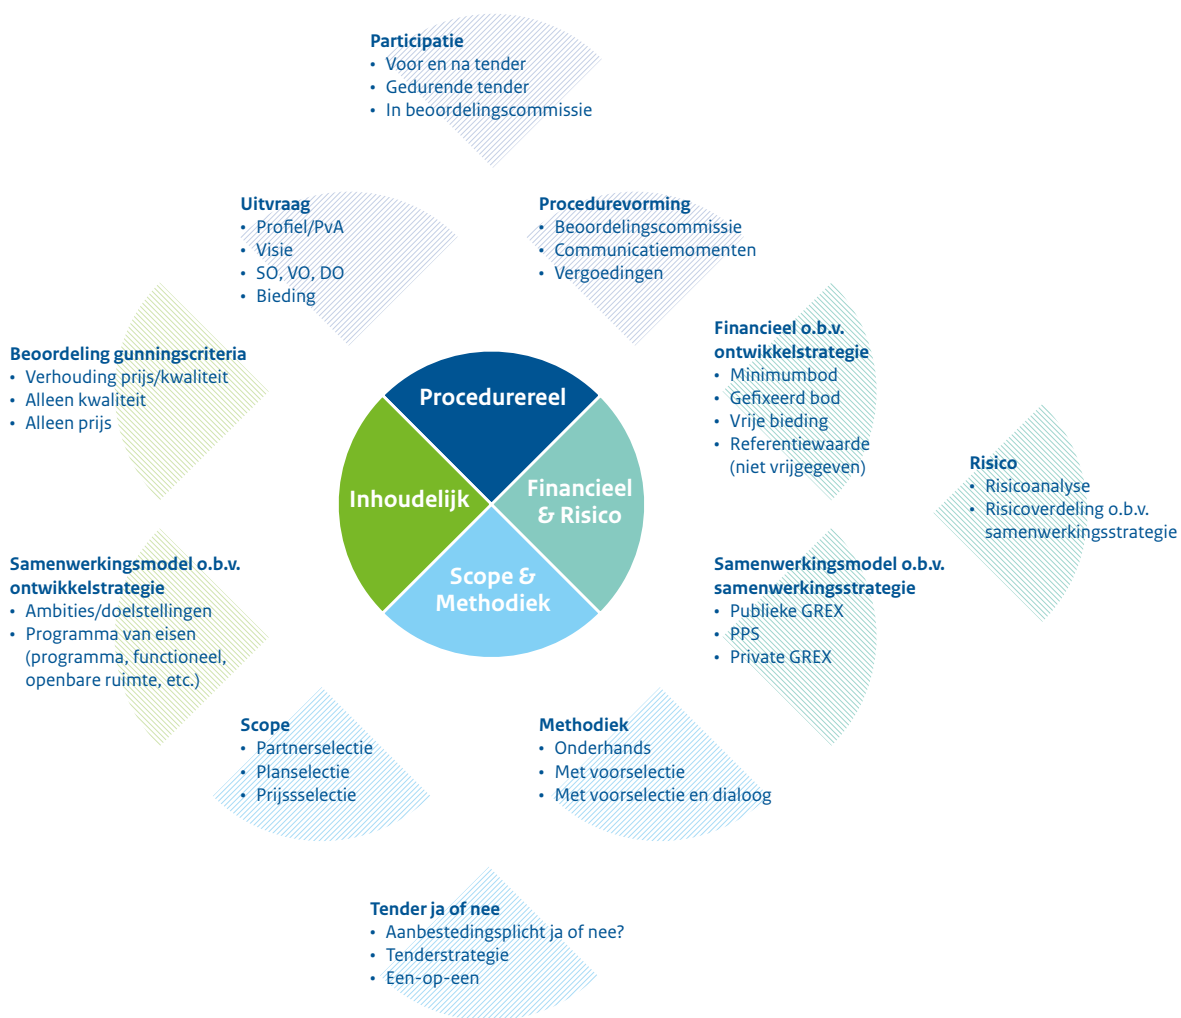 Participatie
• Voor en na tender
• Gedurende tender
• In beoordelingscommissie
Uitvraag
• Profiel/PvA
• Visie
• SO, VO, DO
• Bieding
Procedurevorming
• Beoordelingscommissie
• Communicatiemomenten
• Vergoedingen
Beoordeling gunningscriteria
• Verhouding prijs/kwaliteit
• Alleen kwaliteit
• Alleen prijs
Financieel o.b.v.
ontwikkelstrategie
• Minimumbod
• Gefixeerd bod
• Vrije bieding
• Referentiewaarde
(niet vrijgegeven)
Risico
• Risicoanalyse
• Risicoverdeling o.b.v.
samenwerkingsstrategie
Procedurereel
Inhoudelijk
Financieel
& Risico
Scope &
Methodiek
Samenwerkingsmodel o.b.v.
ontwikkelstrategie
• Ambities/doelstellingen
• Programma van eisen
(programma, functioneel,
openbare ruimte, etc.)
Samenwerkingsmodel o.b.v.
samenwerkingsstrategie
• Publieke GREX
• PPS
• Private GREX
Scope
• Partnerselectie
• Planselectie
• Prijssselectie
Methodiek
• Onderhands
• Met voorselectie
• Met voorselectie en dialoog
Tender ja of nee
• Aanbestedingsplicht ja of nee?
• Tenderstrategie
• Een-op-een